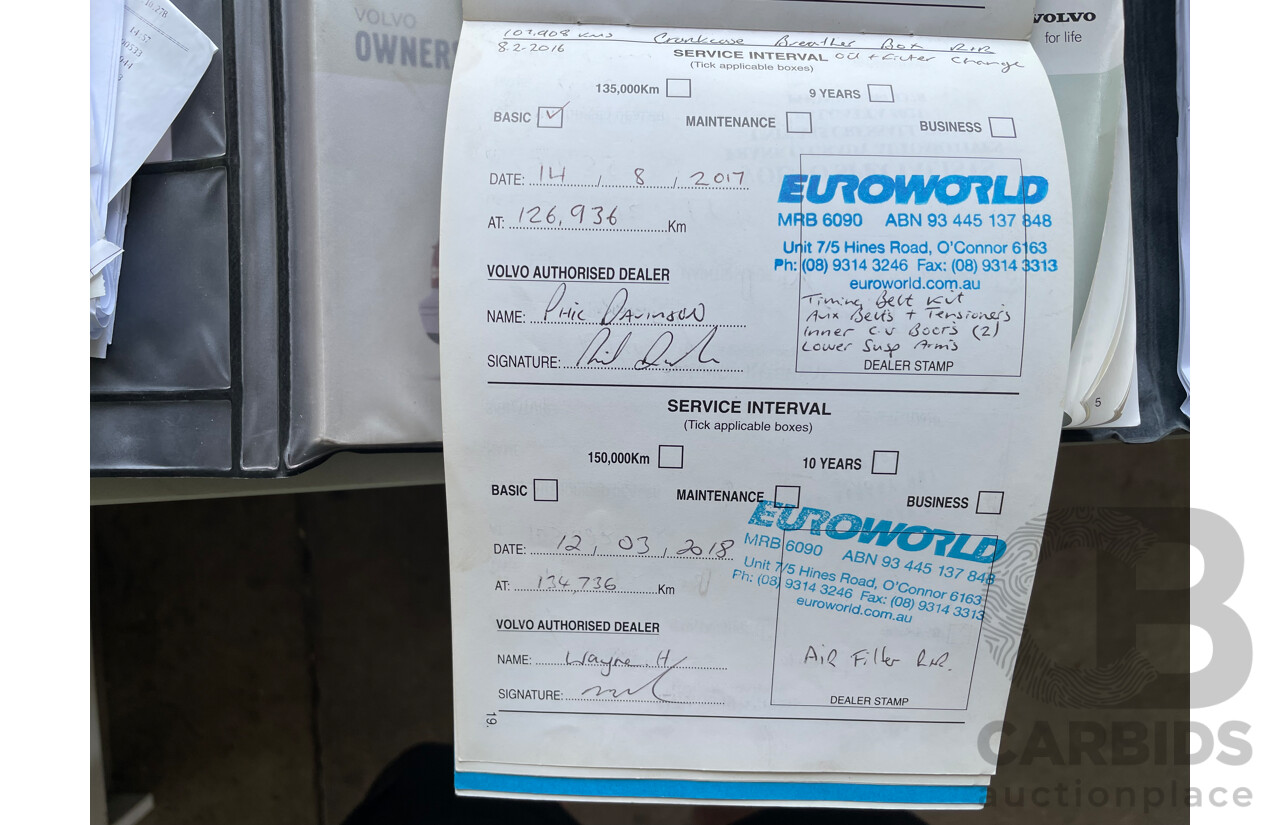 VOLVO
OWNERS
VOLVO
for life
103,908 kms Crankcase Breather Box R&R
8.2-2016
Oil + Filter Change
SERVICE INTERVAL
(Tick applicable boxes)
135,000Km
9 YEARS
BASIC
MAINTENANCE
BUSINESS
DATE: 14 / 8 / 2017
AT: 126,936 Km
VOLVO AUTHORISED DEALER
NAME: Phil Davinson
SIGNATURE:
EUROWORLD
MRB 6090 ABN 93 445 137 848
Unit 7/5 Hines Road, O'Connor 6163
Ph: (08) 9314 3246 Fax: (08) 9314 3313
euroworld.com.au
Timing Belt Kit
Aux Belts + Tensioners
Inner CV Boots (2)
Lower Susp Arms
DEALER STAMP
5
SERVICE INTERVAL
(Tick applicable boxes)
150,000Km
10 YEARS
BASIC
MAINTENANCE
BUSINESS
DATE: 12 / 03 / 2018
AT: 134,736 Km
VOLVO AUTHORISED DEALER
NAME: Wayne H
SIGNATURE:
EUROWORLD
MRB 6090 ABN 93 445 137 848
Unit 7/5 Hines Road, O'Connor 6163
Ph: (08) 9314 3246 Fax: (08) 9314 3313
euroworld.com.au
Air Filter R&R.
DEALER STAMP
19.
CB
CARBIDS
auctionplace